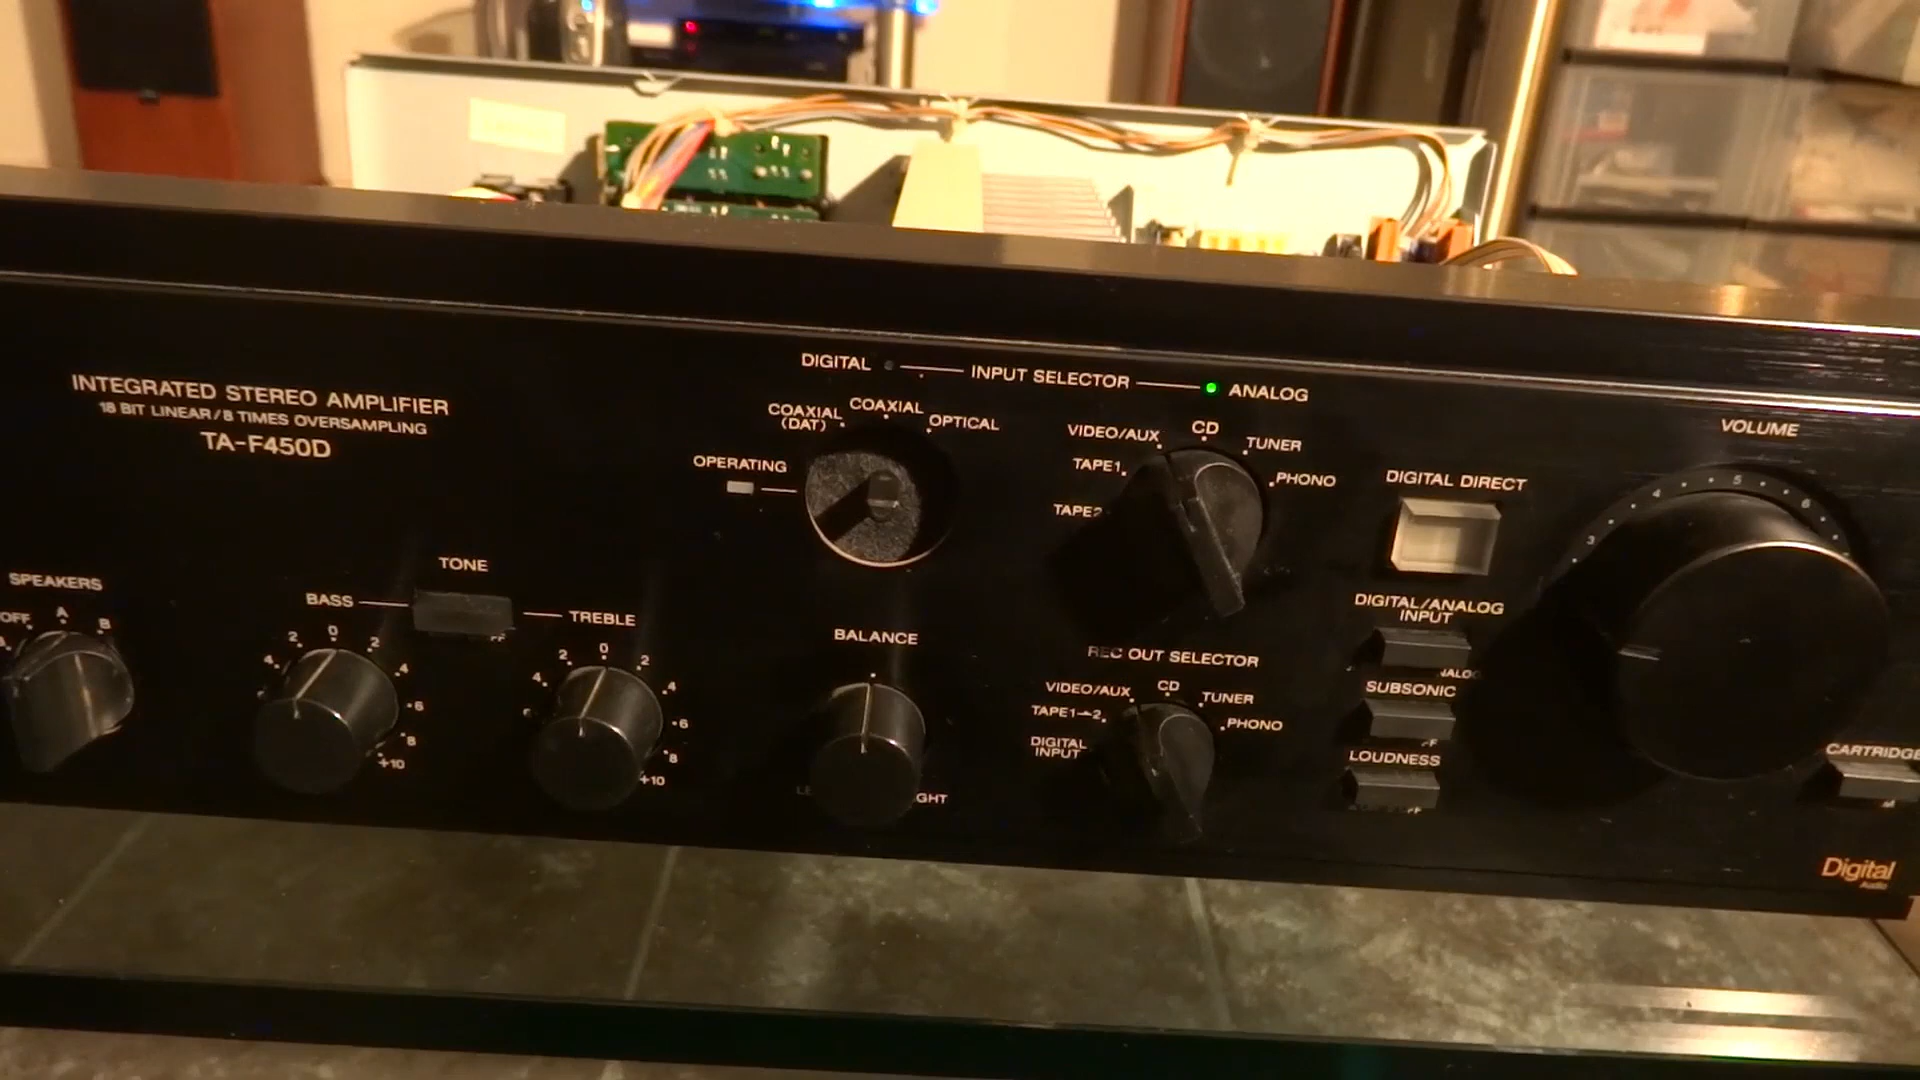 INTEGRATED STEREO AMPLIFIER
18 BIT LINEAR/8 TIMES OVERSAMPLING
TA-F450D
DIGITAL
INPUT SELECTOR
ANALOG
COAXIAL
(DAT)
COAXIAL
OPTICAL
OPERATING
VIDEO/AUX
CD
TUNER
TAPE1
PHONO
TAPE2
DIGITAL DIRECT
VOLUME
3
4
5
6
SPEAKERS
OFF
A
B
TONE
BASS
TREBLE
4
2
0
2
4
6
8
+10
4
2
0
2
4
6
8
+10
BALANCE
GHT
REC OUT SELECTOR
VIDEO/AUX
CD
TUNER
TAPE1→2
PHONO
DIGITAL
INPUT
DIGITAL/ANALOG
INPUT
SUBSONIC
LOUDNESS
CARTRIDGE
Digital
Audio